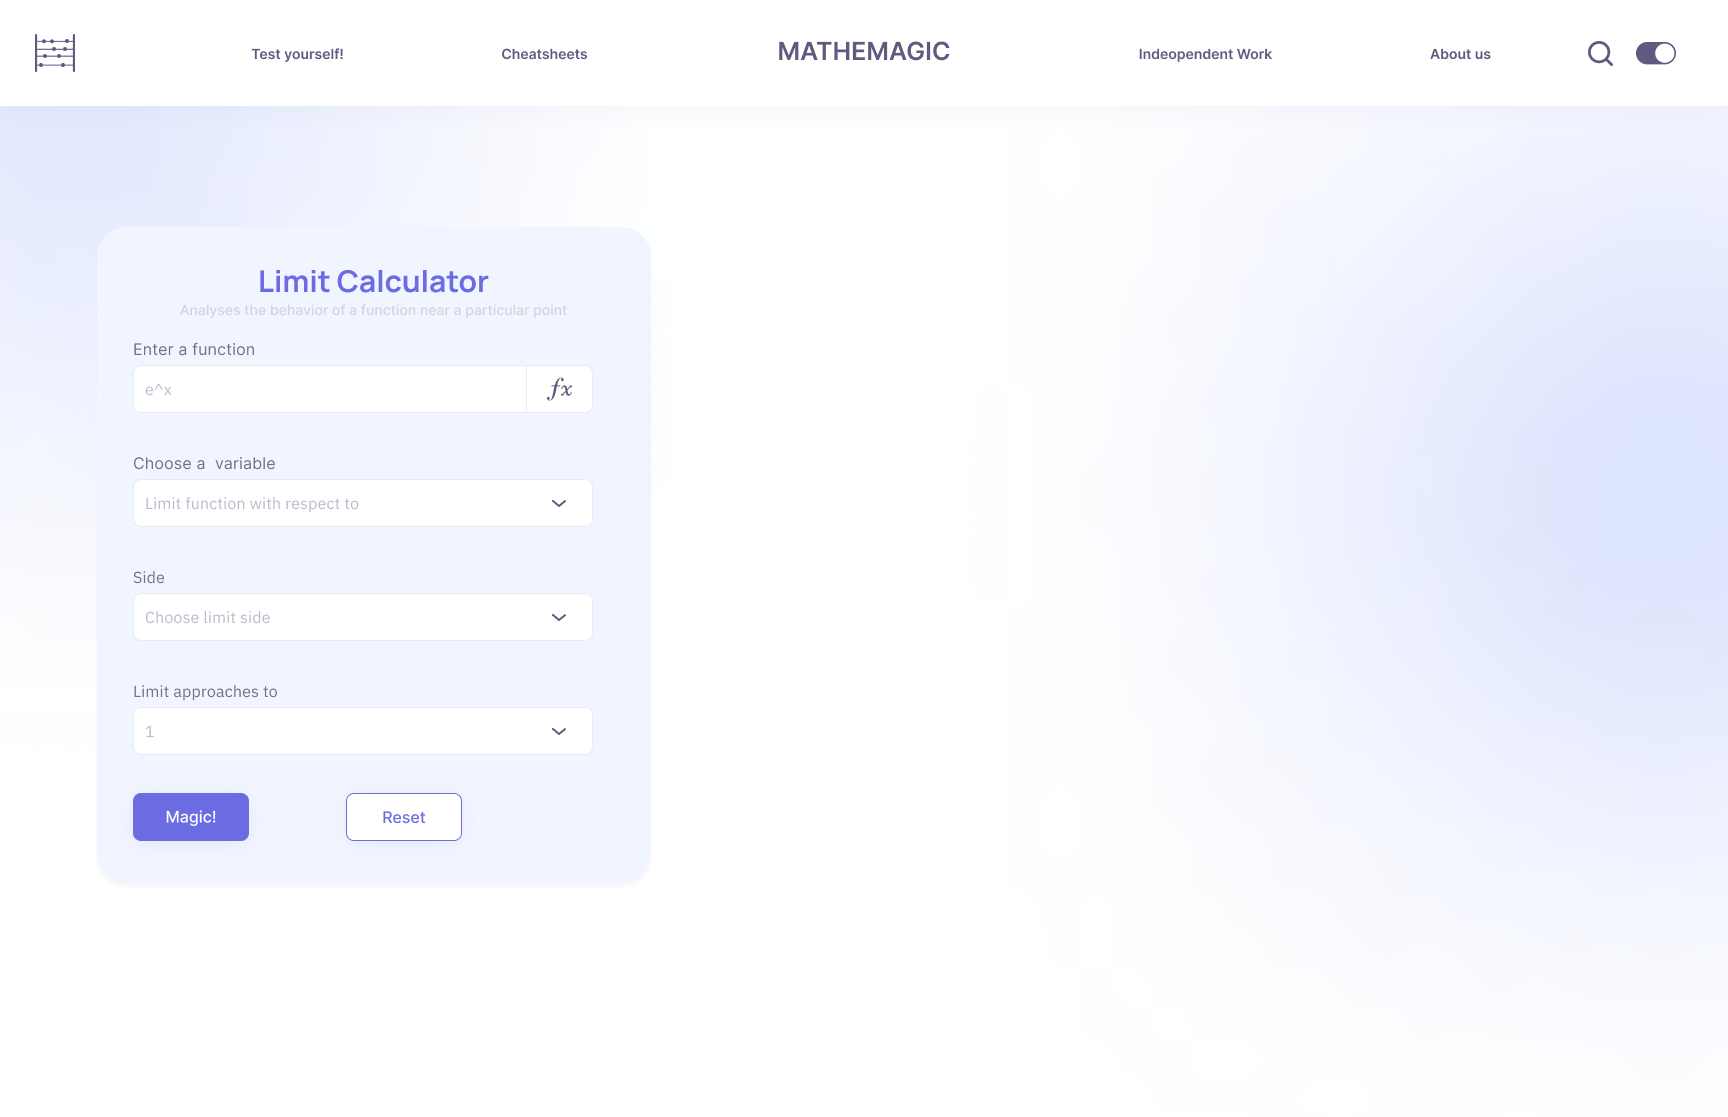 Test yourself!
Cheatsheets
MATHEMAGIC
Indeopendent Work
About us
Limit Calculator
Analyses the behavior of a function near a particular point
Enter a function
e^x
fx
Choose a  variable
Limit function with respect to
Side
Choose limit side
Limit approaches to
1
Magic!
Reset